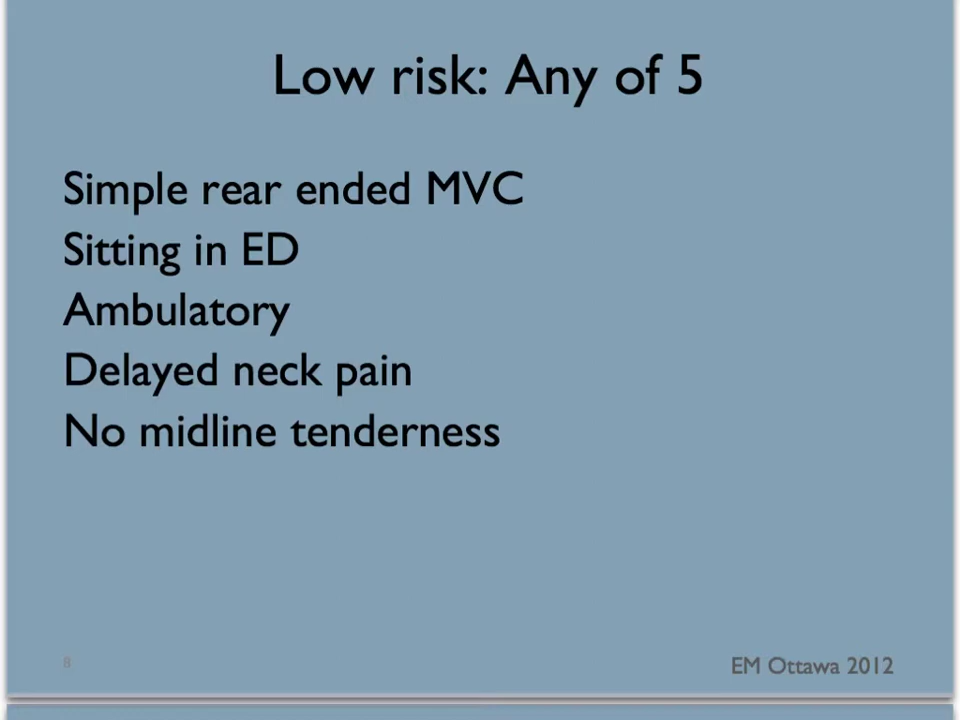 Low risk: Any of 5
Simple rear ended MVC
Sitting in ED
Ambulatory
Delayed neck pain
No midline tenderness
8
EM Ottawa 2012